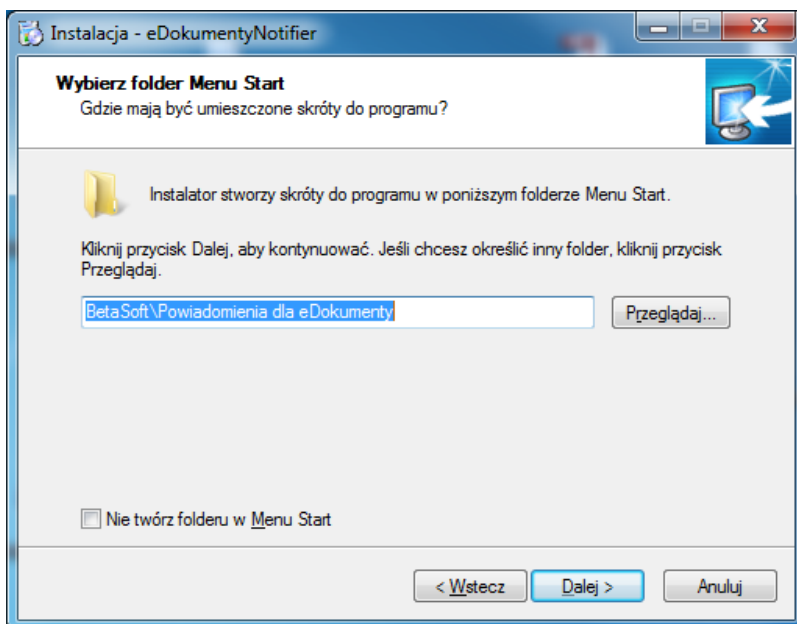 Instalacja - eDokumentyNotifier
Wybierz folder Menu Start
Gdzie mają być umieszczone skróty do programu?
Instalator stworzy skróty do programu w poniższym folderze Menu Start.
Kliknij przycisk Dalej, aby kontynuować. Jeśli chcesz określić inny folder, kliknij przycisk
Przeglądaj.
BetaSoft\Powiadomienia dla eDokumenty
Przeglądaj...
Nie twórz folderu w Menu Start
< Wstecz
Dalej >
Anuluj